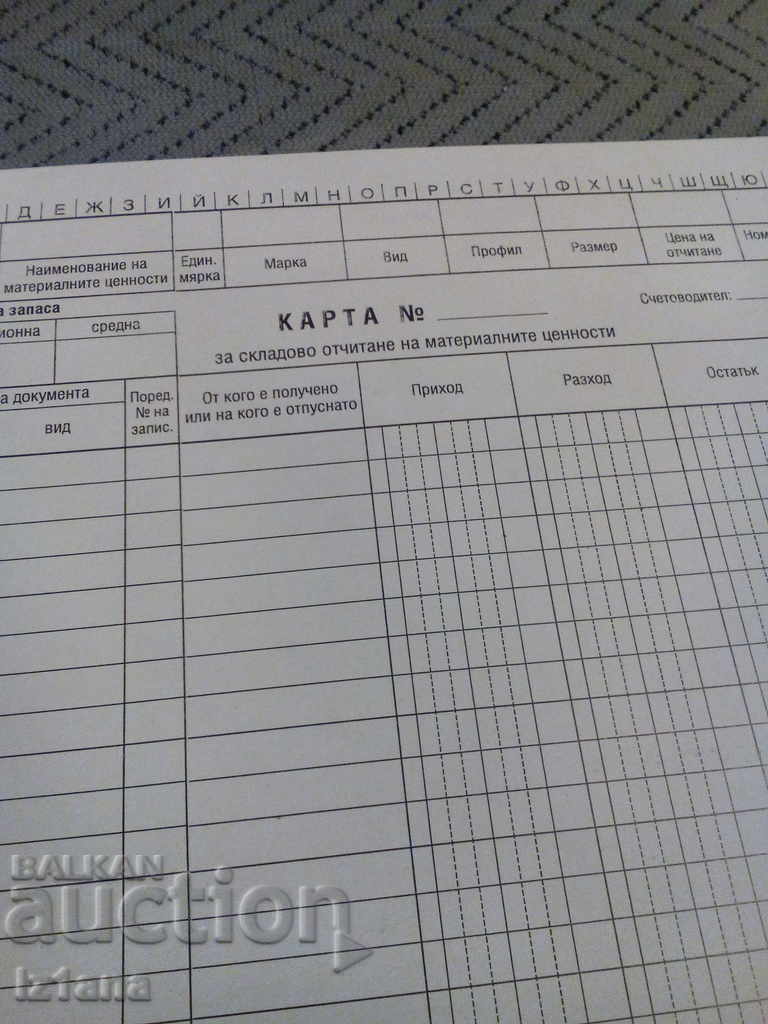 Д Е Ж З И Й К Л М Н О П Р С Т У Ф Х Ц Ч Ш Щ Ю
Наименование на
материалните ценности
Един.
мярка
Марка
Вид
Профил
Размер
Цена на
отчитане
а запаса
средна
КАРТА №
за складово отчитане на материалните ценности
Счетоводител:
а документа
вид
Поред.
№ на
запис.
От кого е получено
или на кого е отпуснато
Приход
Разход
Остатък
BALKAN
auction
iz1ana